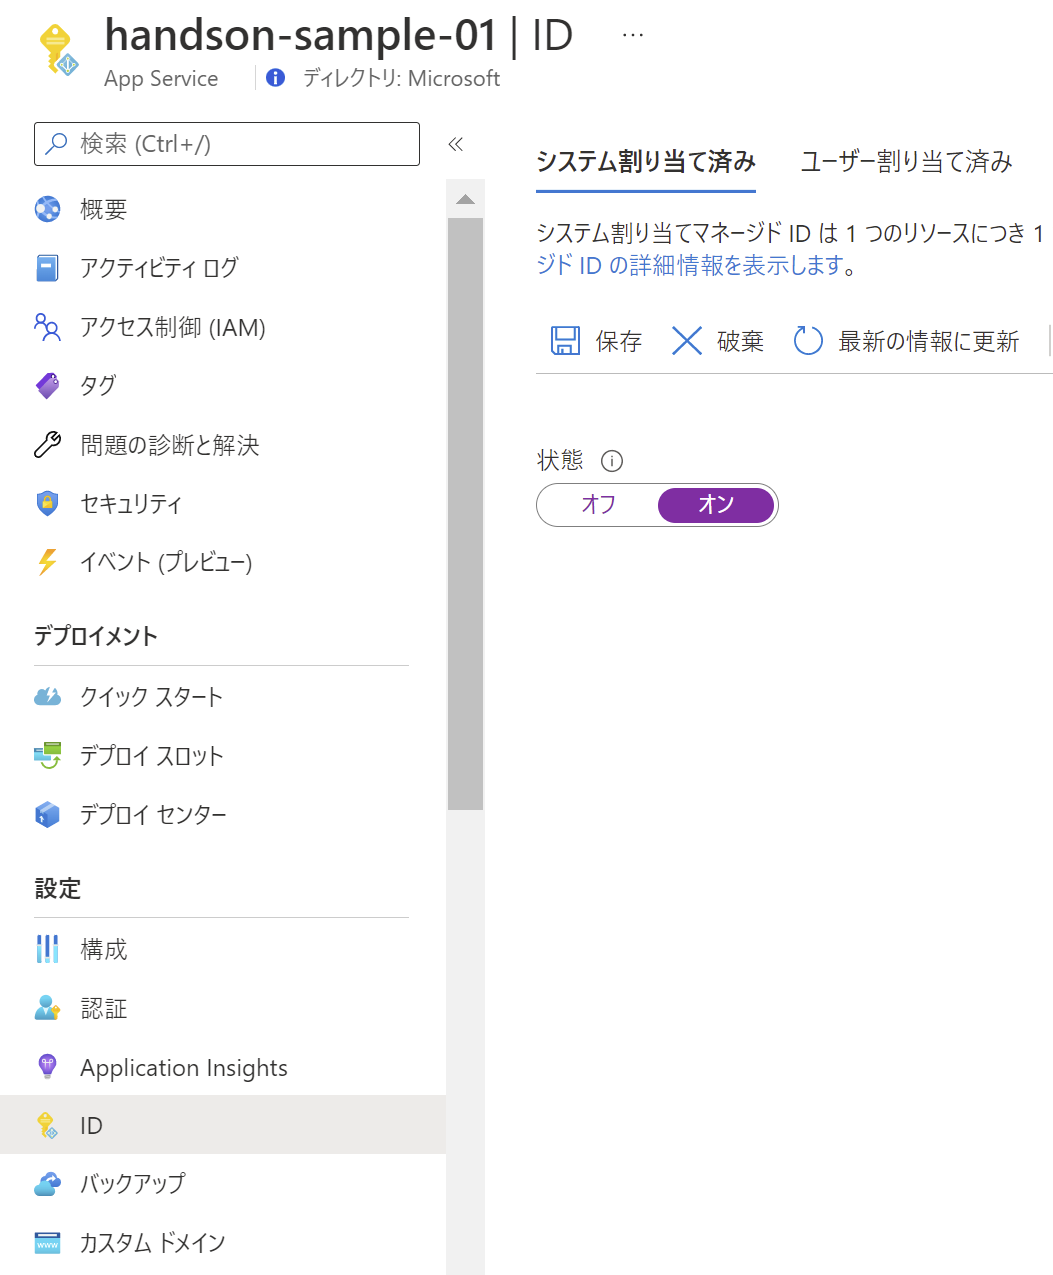 handson-sample-01 | ID ...
App Service ディレクトリ: Microsoft
検索 (Ctrl+/)
概要
アクティビティ ログ
アクセス制御 (IAM)
タグ
問題の診断と解決
セキュリティ
イベント (プレビュー)
デプロイメント
クイック スタート
デプロイ スロット
デプロイ センター
設定
構成
認証
Application Insights
ID
バックアップ
カスタム ドメイン
システム割り当て済み ユーザー割り当て済み
システム割り当てマネージド ID は 1 つのリソースにつき 1
ジド ID の詳細情報を表示します。
保存 破棄 最新の情報に更新
状態
オフ オン